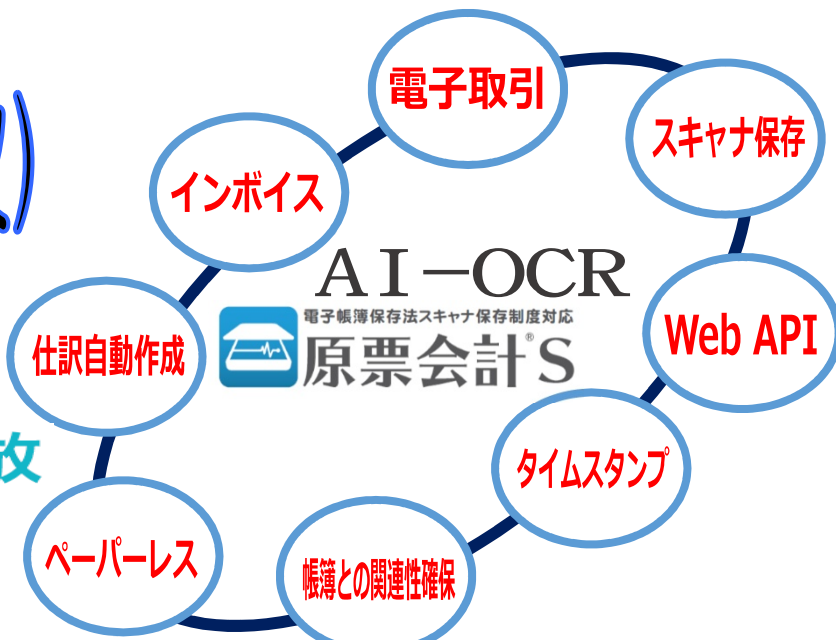 電子取引
スキャナ保存
インボイス
AI－OCR
電子帳簿保存法スキャナ保存制度対応
原票会計®S
Web API
仕訳自動作成
タイムスタンプ
ペーパーレス
帳簿との関連性確保